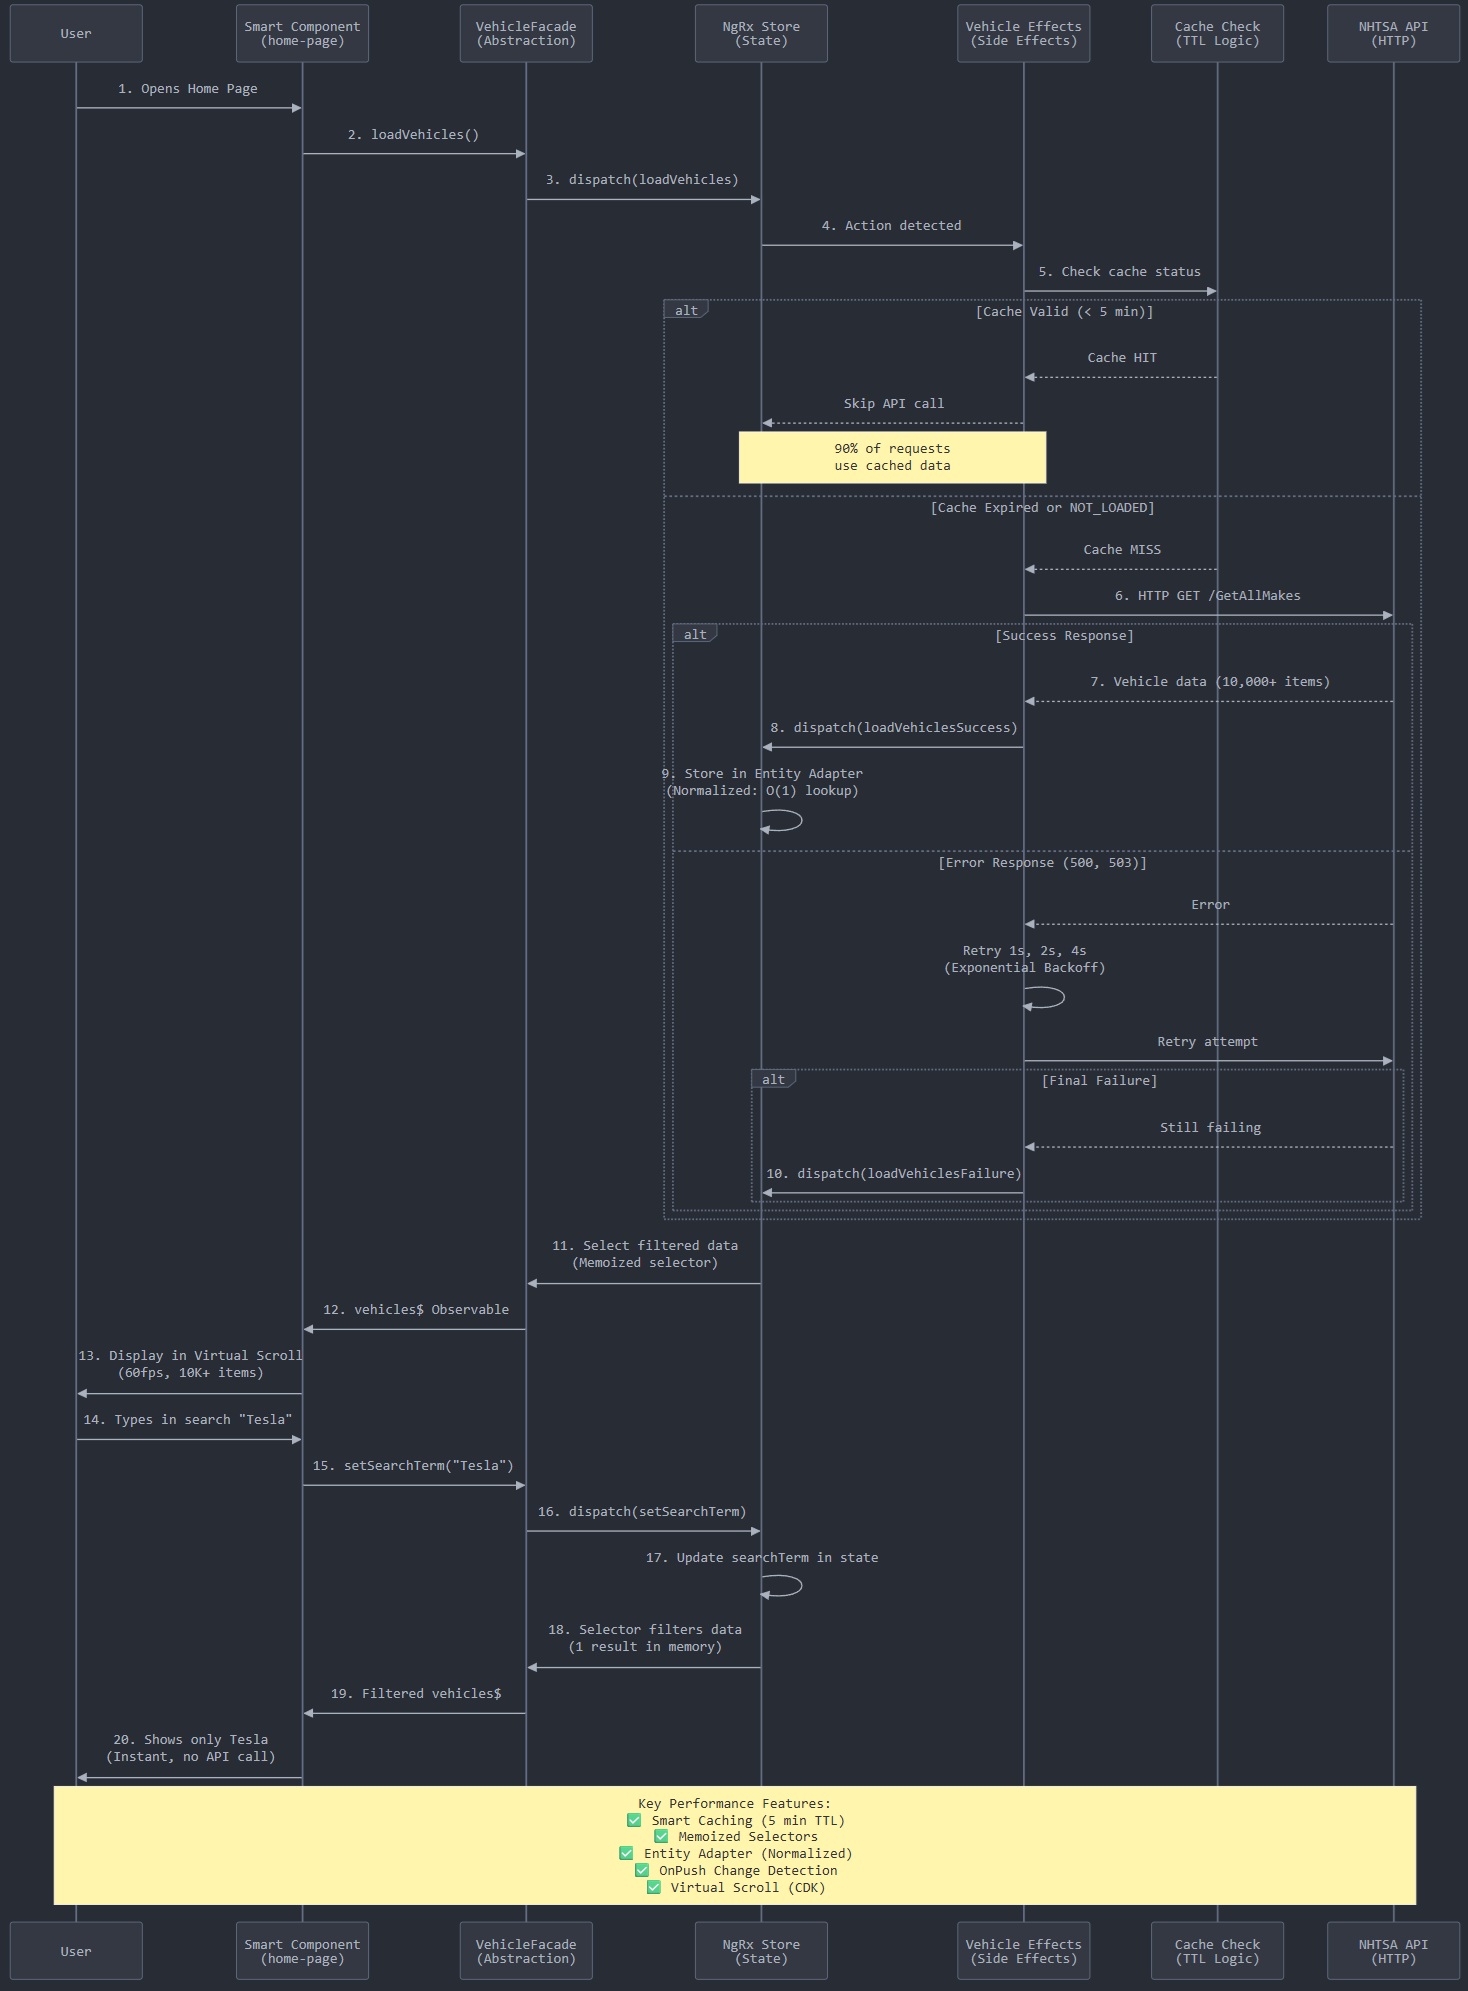 User
Smart Component
(home-page)
VehicleFacade
(Abstraction)
NgRx Store
(State)
Vehicle Effects
(Side Effects)
Cache Check
(TTL Logic)
NHTSA API
(HTTP)
1. Opens Home Page
2. loadVehicles()
3. dispatch(loadVehicles)
4. Action detected
5. Check cache status
alt
[Cache Valid (< 5 min)]
Cache HIT
Skip API call
90% of requests
use cached data
[Cache Expired or NOT_LOADED]
Cache MISS
6. HTTP GET /GetAllMakes
alt
[Success Response]
7. Vehicle data (10,000+ items)
8. dispatch(loadVehiclesSuccess)
9. Store in Entity Adapter
(Normalized: O(1) lookup)
[Error Response (500, 503)]
Error
Retry 1s, 2s, 4s
(Exponential Backoff)
Retry attempt
alt
[Final Failure]
Still failing
10. dispatch(loadVehiclesFailure)
11. Select filtered data
(Memoized selector)
12. vehicles$ Observable
13. Display in Virtual Scroll
(60fps, 10K+ items)
14. Types in search "Tesla"
15. setSearchTerm("Tesla")
16. dispatch(setSearchTerm)
17. Update searchTerm in state
18. Selector filters data
(1 result in memory)
19. Filtered vehicles$
20. Shows only Tesla
(Instant, no API call)
Key Performance Features:
✅ Smart Caching (5 min TTL)
✅ Memoized Selectors
✅ Entity Adapter (Normalized)
✅ OnPush Change Detection
✅ Virtual Scroll (CDK)
User
Smart Component
(home-page)
VehicleFacade
(Abstraction)
NgRx Store
(State)
Vehicle Effects
(Side Effects)
Cache Check
(TTL Logic)
NHTSA API
(HTTP)